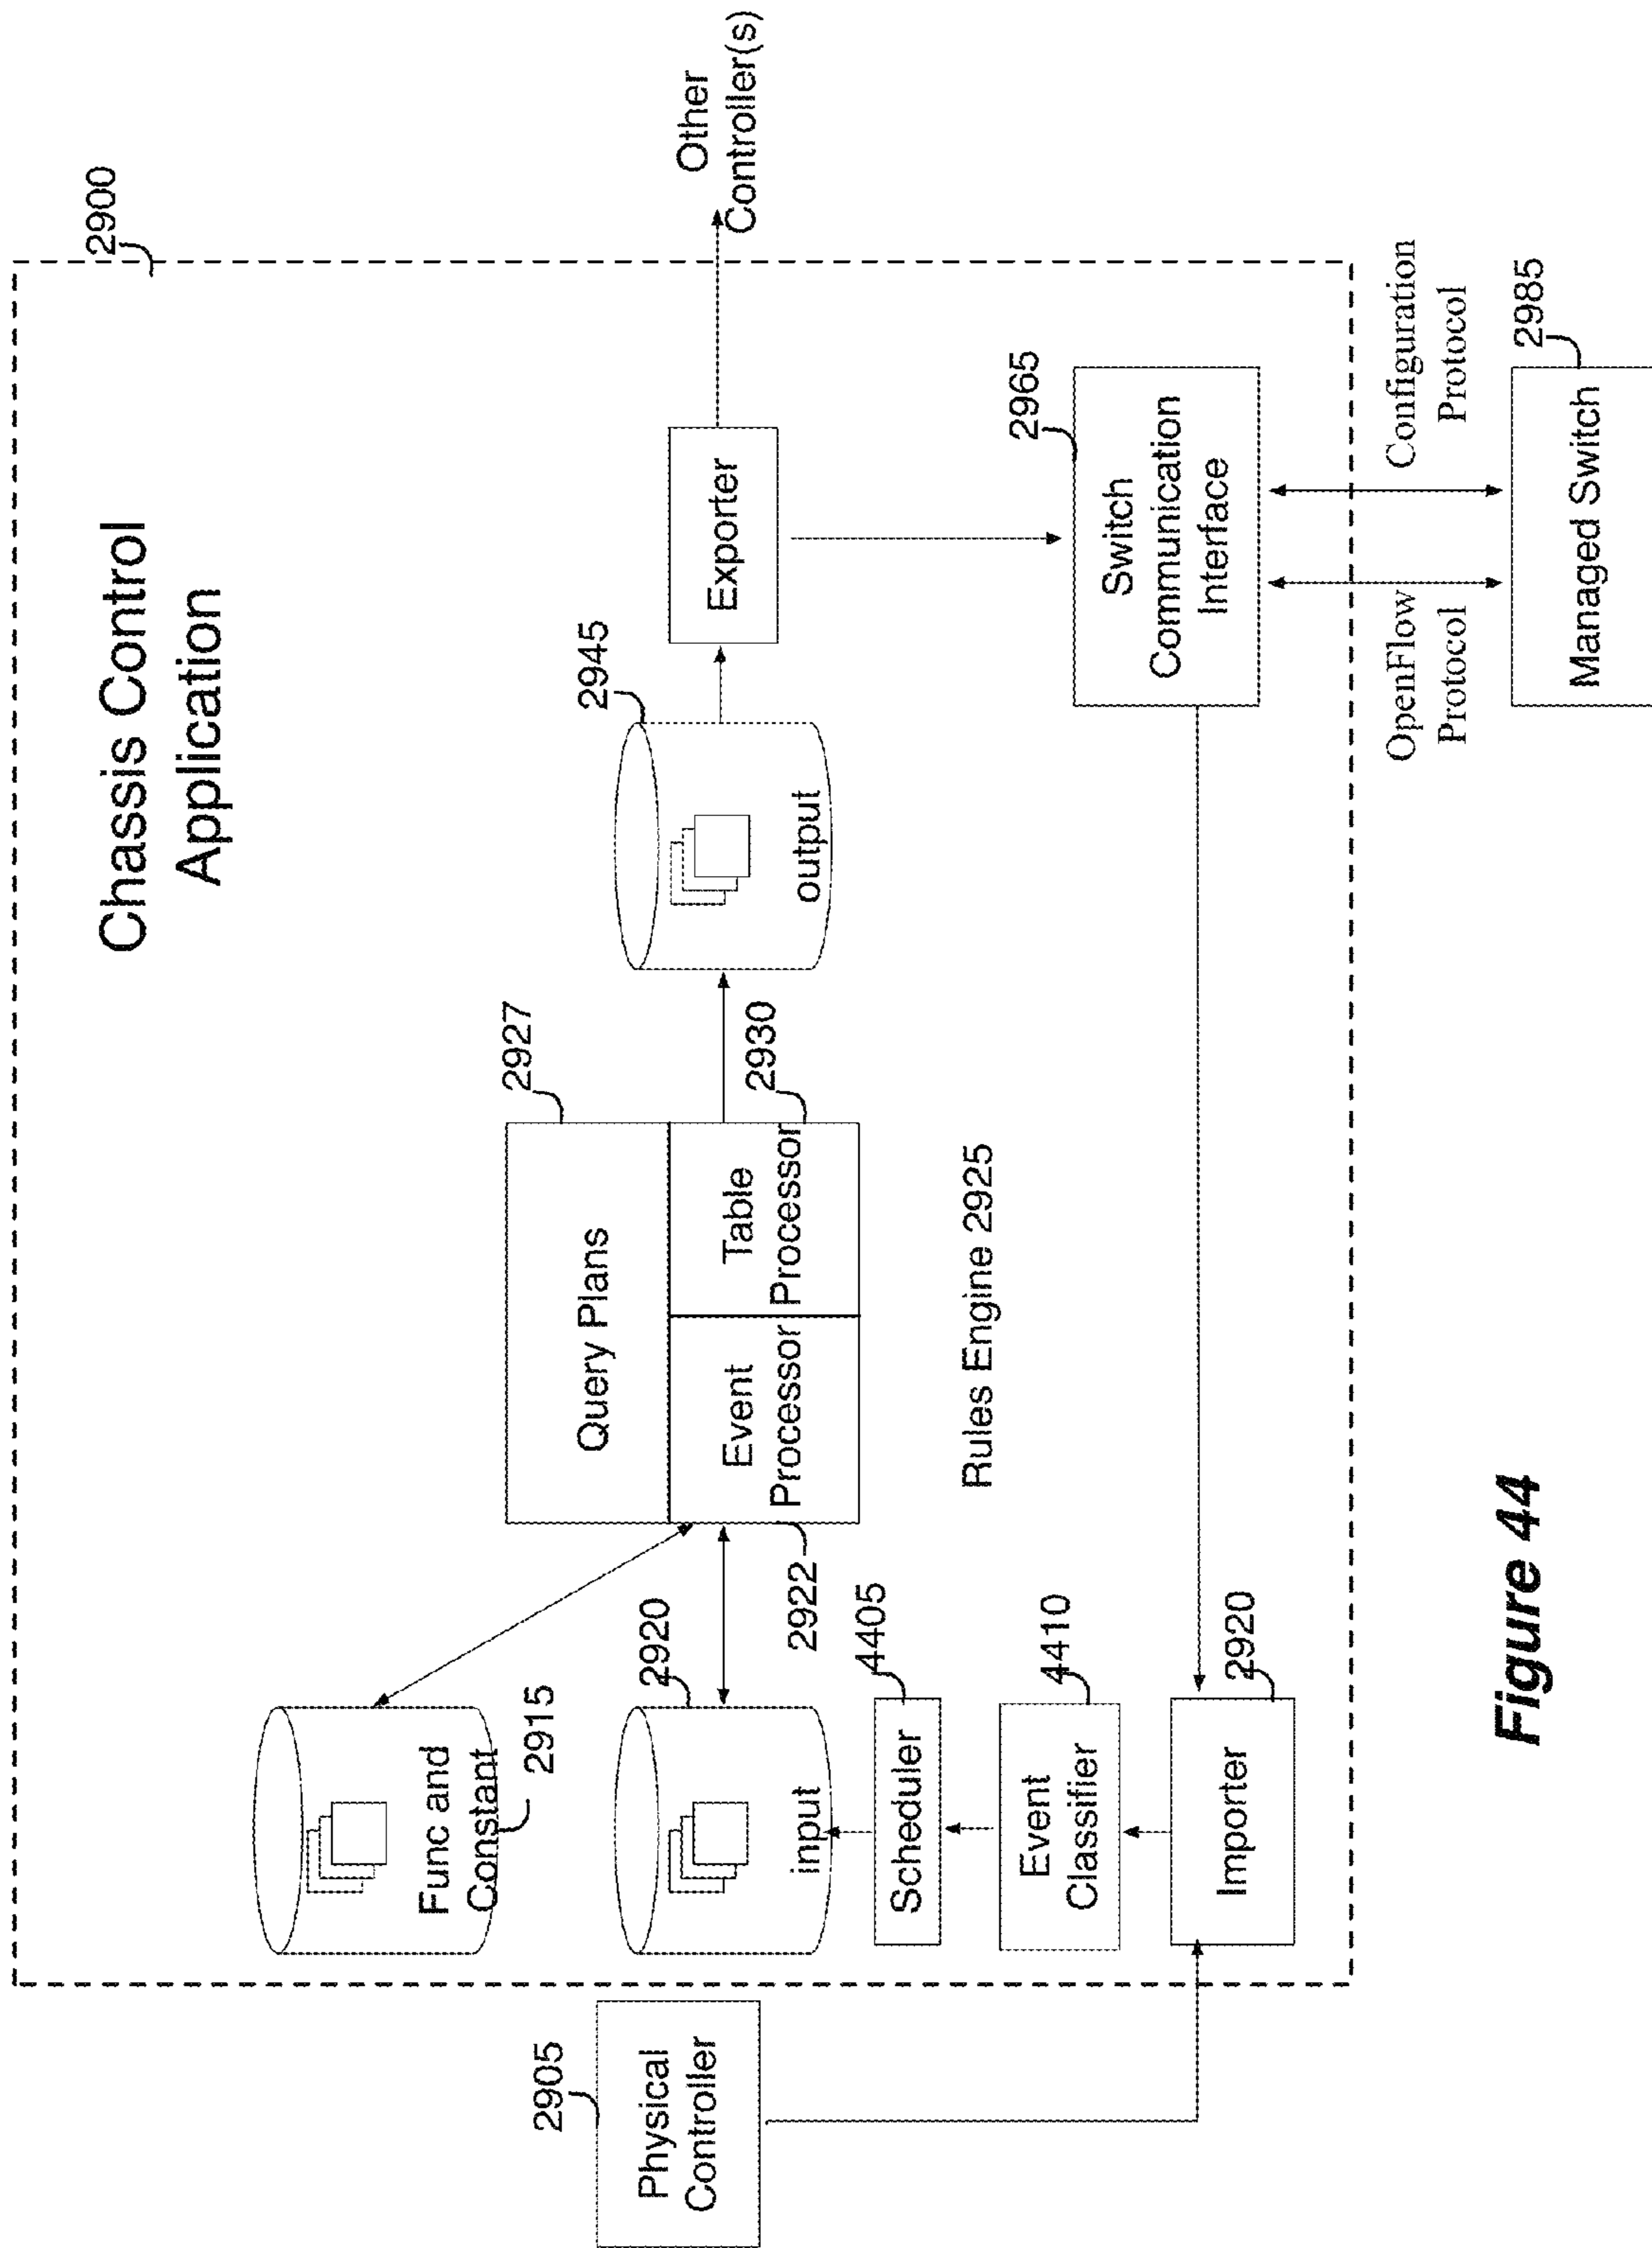 Chassis Control
Application
2900
Physical
Controller
2905
Func and
Constant
2915
input
2920
Scheduler
4405
Event
Classifier
4410
Importer
2920
Query Plans
2927
Event
Processor
2922
Table
Processor
2930
Rules Engine 2925
output
2945
Exporter
Other
Controller(s)
Switch
Communication
Interface
2965
OpenFlow
Protocol
Configuration
Protocol
Managed Switch
2985
Figure 44